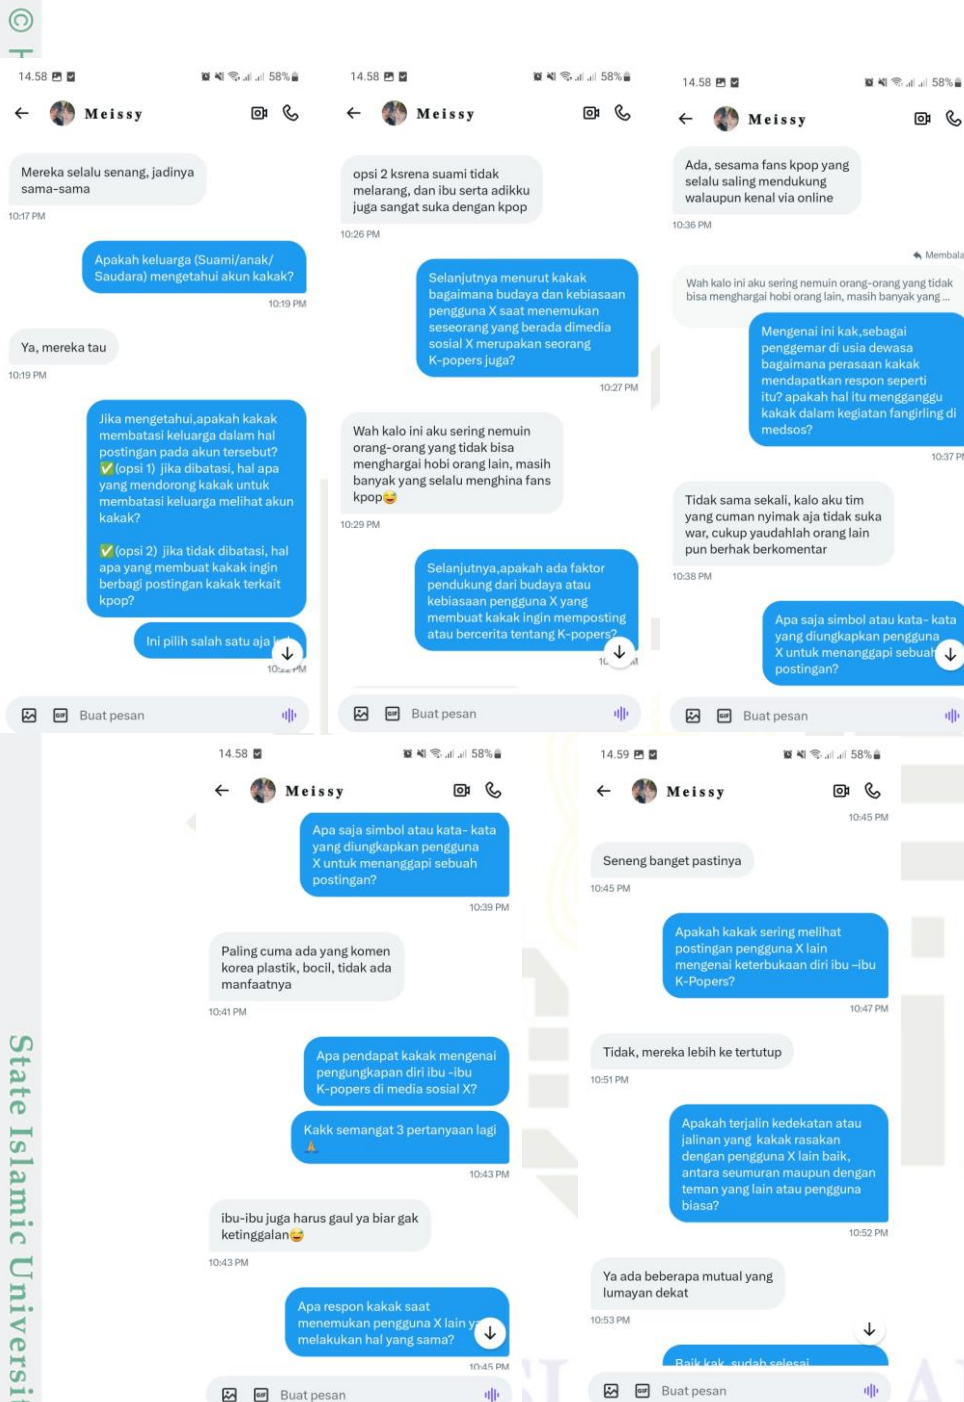 ©
14.58
58%
Meissy
Mereka selalu senang, jadinya
sama-sama
10:17 PM
Apakah keluarga (Suami/anak/
Saudara) mengetahui akun kakak?
10:19 PM
Ya, mereka tau
10:19 PM
Jika mengetahui,apakah kakak
membatasi keluarga dalam hal
postingan pada akun tersebut?
✅(opsi 1) jika dibatasi, hal apa
yang mendorong kakak untuk
membatasi keluarga melihat akun
kakak?
✅(opsi 2) jika tidak dibatasi, hal
apa yang membuat kakak ingin
berbagi postingan kakak terkait
kpop?
Ini pilih salah satu aja
GIF Buat pesan
14.58
58%
Meissy
opsi 2 ksrena suami tidak
melarang, dan ibu serta adikku
juga sangat suka dengan kpop
10:26 PM
Selanjutnya menurut kakak
bagaimana budaya dan kebiasaan
pengguna X saat menemukan
seseorang yang berada dimedia
sosial X merupakan seorang
K-popers juga?
10:27 PM
Wah kalo ini aku sering nemuin
orang-orang yang tidak bisa
menghargai hobi orang lain, masih
banyak yang selalu menghina fans
kpop😅
10:29 PM
Selanjutnya,apakah ada faktor
pendukung dari budaya atau
kebiasaan pengguna X yang
membuat kakak ingin memposting
atau bercerita tentang K-popers?
GIF Buat pesan
14.58
58%
Meissy
Ada, sesama fans kpop yang
selalu saling mendukung
walaupun kenal via online
10:36 PM
Membala
Wah kalo ini aku sering nemuin orang-orang yang tidak
bisa menghargai hobi orang lain, masih banyak yang ...
Mengenai ini kak,sebagai
penggemar di usia dewasa
bagaimana perasaan kakak
mendapatkan respon seperti
itu? apakah hal itu mengganggu
kakak dalam kegiatan fangirling di
medsos?
10:37 PM
Tidak sama sekali, kalo aku tim
yang cuman nyimak aja tidak suka
war, cukup yaudahlah orang lain
pun berhak berkomentar
10:38 PM
Apa saja simbol atau kata- kata
yang diungkapkan pengguna
X untuk menanggapi sebuah
postingan?
GIF Buat pesan
14.58
58%
Meissy
Apa saja simbol atau kata- kata
yang diungkapkan pengguna
X untuk menanggapi sebuah
postingan?
10:39 PM
Paling cuma ada yang komen
korea plastik, bocil, tidak ada
manfaatnya
10:41 PM
Apa pendapat kakak mengenai
pengungkapan diri ibu -ibu
K-popers di media sosial X?
Kakk semangat 3 pertanyaan lagi
🙏
10:43 PM
ibu-ibu juga harus gaul ya biar gak
ketinggalan😅
10:43 PM
Apa respon kakak saat
menemukan pengguna X lain
melakukan hal yang sama?
10:45 PM
GIF Buat pesan
14.59
58%
Meissy
10:45 PM
Seneng banget pastinya
10:45 PM
Apakah kakak sering melihat
postingan pengguna X lain
mengenai keterbukaan diri ibu –ibu
K-Popers?
10:47 PM
Tidak, mereka lebih ke tertutup
10:51 PM
Apakah terjalin kedekatan atau
jalinan yang kakak rasakan
dengan pengguna X lain baik,
antara seumuran maupun dengan
teman yang lain atau pengguna
biasa?
10:52 PM
Ya ada beberapa mutual yang
lumayan dekat
10:53 PM
Baik kak, sudah selesai
GIF Buat pesan
State Islamic Universi